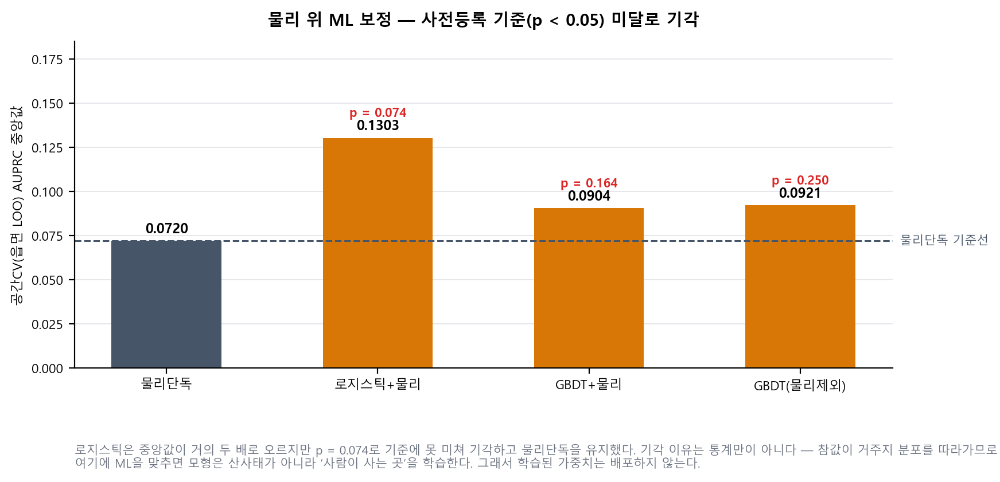 물리 위 ML 보정 — 사전등록 기준(p < 0.05) 미달로 기각
공간CV(읍면 LOO) AUPRC 중앙값
0.175
0.150
0.125
0.100
0.075
0.050
0.025
0.000
0.0720
p = 0.074
0.1303
p = 0.164
0.0904
p = 0.250
0.0921
물리단독 기준선
물리단독
로지스틱+물리
GBDT+물리
GBDT(물리제외)
로지스틱은 중앙값이 거의 두 배로 오르지만 p = 0.074로 기준에 못 미쳐 기각하고 물리단독을 유지했다. 기각 이유는 통계만이 아니다 — 참값이 거주지 분포를 따라가므로
여기에 ML을 맞추면 모형은 산사태가 아니라 ‘사람이 사는 곳’을 학습한다. 그래서 학습된 가중치는 배포하지 않는다.